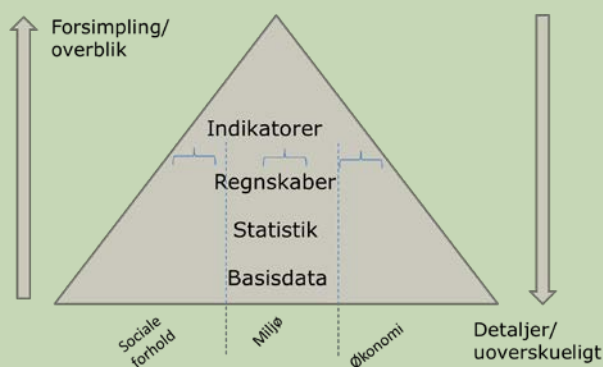 Forsimpling/
overblik
Indikatorer
Regnskaber
Statistik
Basisdata
Sociale
forhold
Miljø
Økonomi
Detaljer/
uoverskueligt